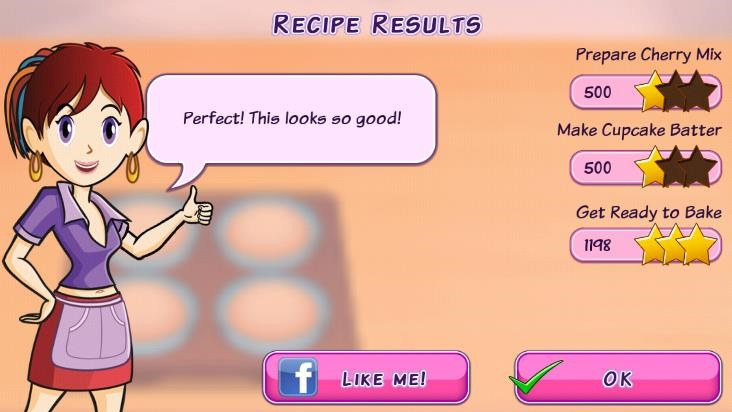 Recipe Results
Perfect! This looks so good!
Prepare Cherry Mix
500
Make Cupcake Batter
500
Get Ready to Bake
1198
f Like me!
OK